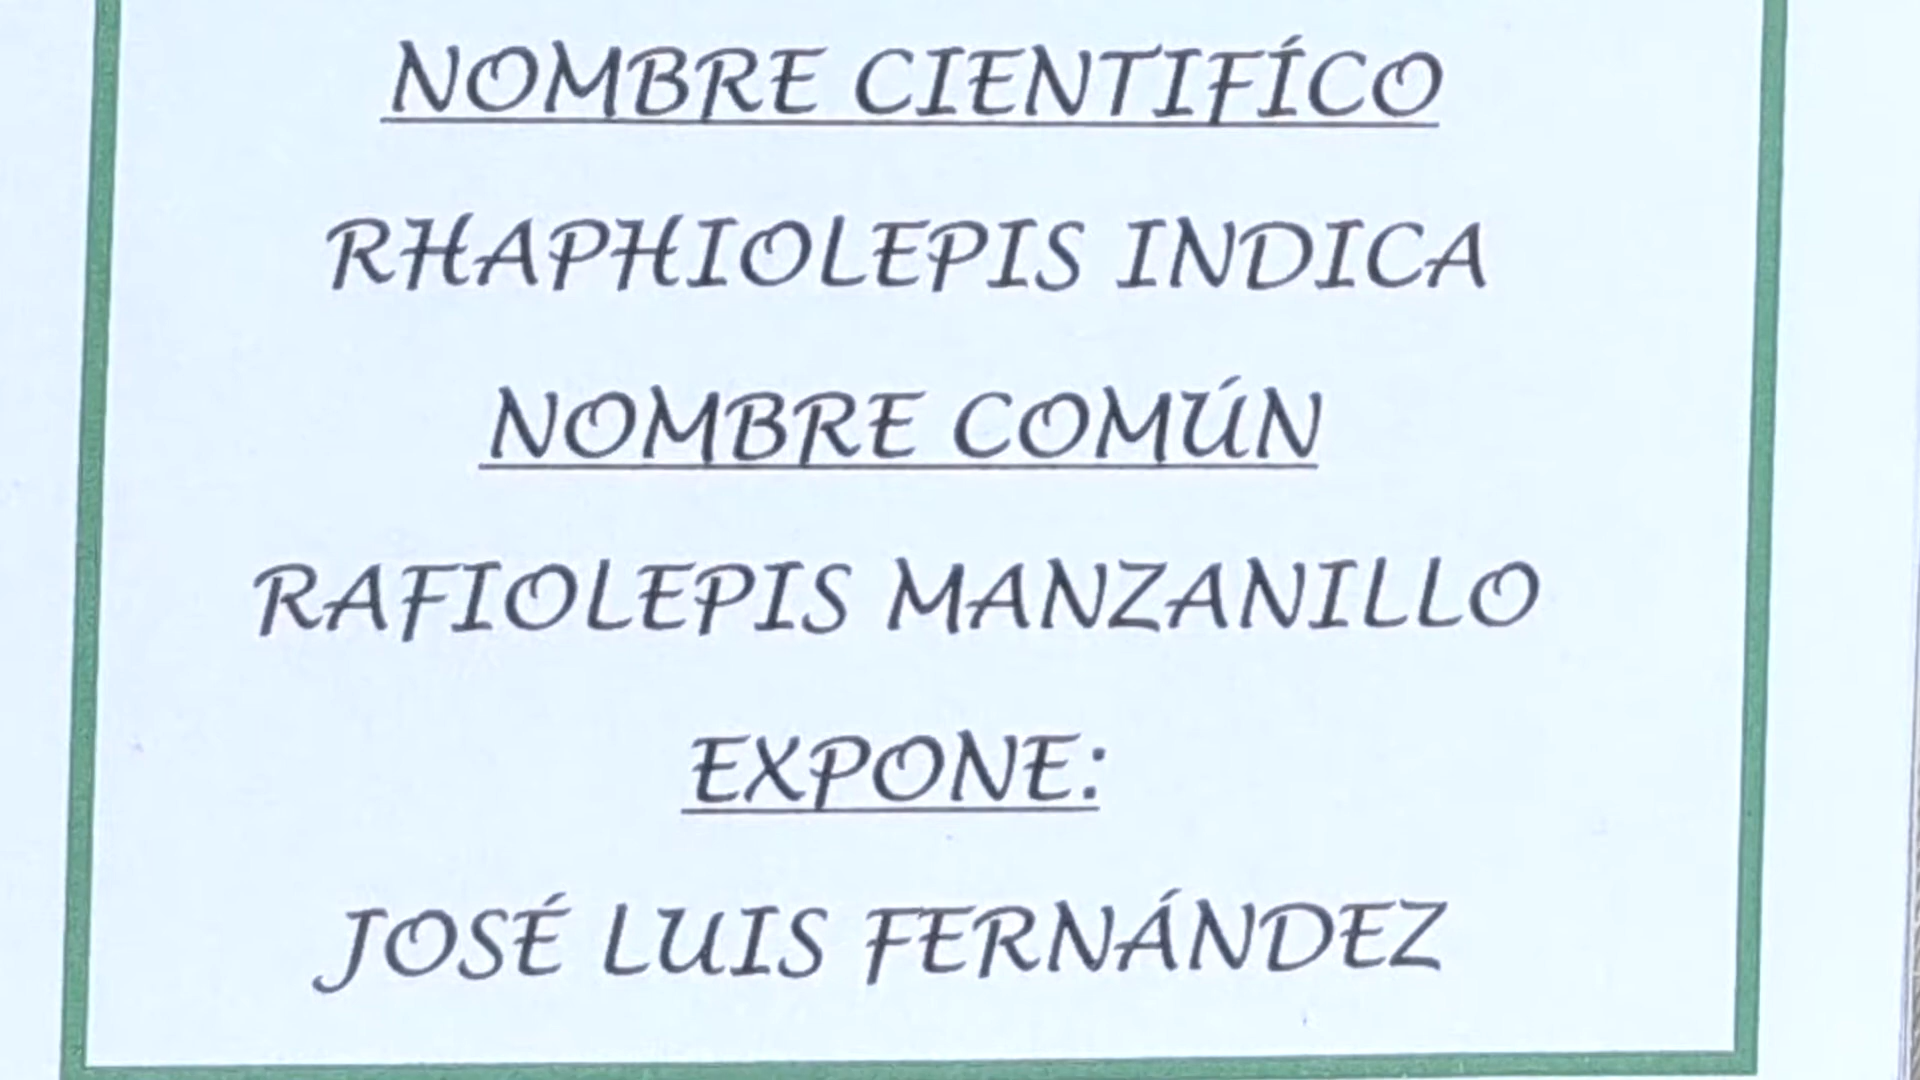 NOMBRE CIENTIFÍCO
RHAPHIOLEPIS INDICA
NOMBRE COMÚN
RAFIOLEPIS MANZANILLO
EXPONE:
JOSÉ LUIS FERNÁNDEZ